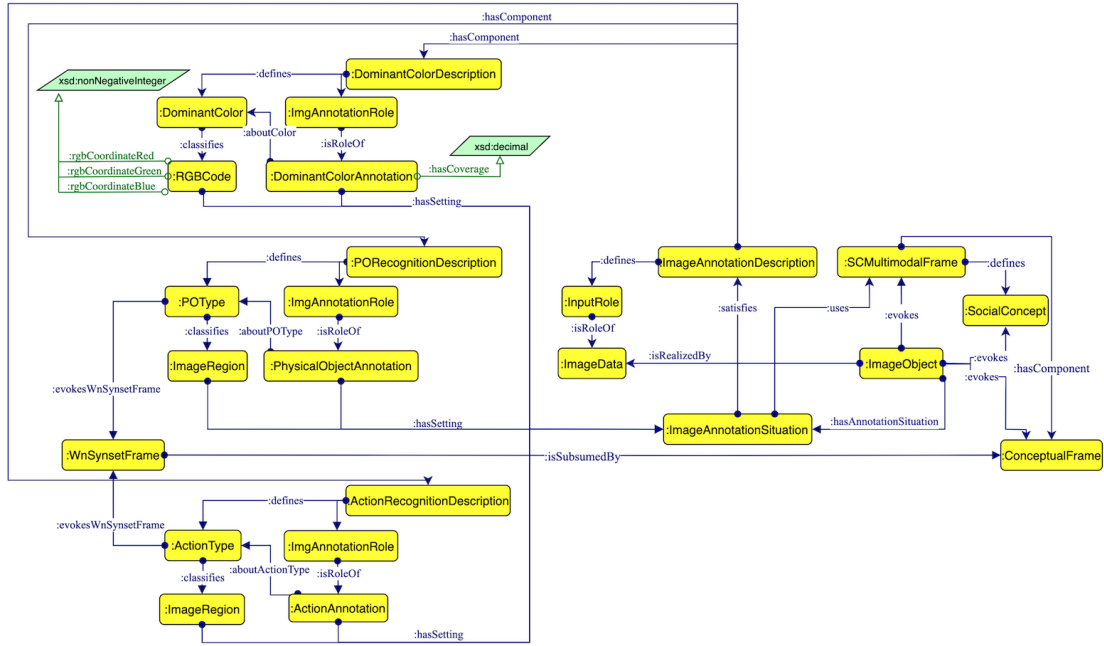 :hasComponent
:hasComponent
:DominantColorDescription
:defines
xsd:nonNegativeInteger
:DominantColor
:ImgAnnotationRole
:aboutColor
:classifies
:isRoleOf
xsd:decimal
:rgbCoordinateRed
:rgbCoordinateGreen
:rgbCoordinateBlue
:RGBCode
:DominantColorAnnotation
:hasCoverage
:hasSetting
:PORecognitionDescription
:defines
:POType
:ImgAnnotationRole
:classifies
:aboutPOType
:isRoleOf
:ImageRegion
:PhysicalObjectAnnotation
:evokesWnSynsetFrame
:hasSetting
:ImageAnnotationDescription
:defines
:InputRole
:isRoleOf
:ImageData
:satisfies
:isRealizedBy
:SCMultimodalFrame
:defines
:uses
:evokes
:SocialConcept
:ImageObject
:evokes
:evokes
:hasComponent
:hasAnnotationSituation
:ImageAnnotationSituation
:WnSynsetFrame
:isSubsumedBy
:ConceptualFrame
:ActionRecognitionDescription
:defines
:evokesWnSynsetFrame
:ActionType
:ImgAnnotationRole
:classifies
:aboutActionType
:isRoleOf
:ImageRegion
:ActionAnnotation
:hasSetting